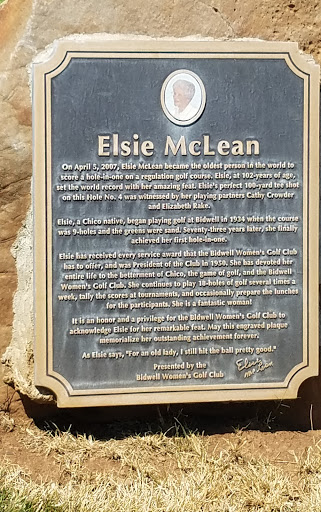 Elsie McLean
On April 5, 2007, Elsie McLean became the oldest person in the world to
score a hole-in-one on a regulation golf course. Elsie, at 102-years of age,
set the world record with her amazing feat. Elsie's perfect 100-yard tee shot
on this Hole No. 4 was witnessed by her playing partners Cathy Crowder
and Elizabeth Rake.
Elsie, a Chico native, began playing golf at Bidwell in 1934 when the course
was 9-holes and the greens were sand. Seventy-three years later, she finally
achieved her first hole-in-one.
Elsie has received every service award that the Bidwell Women's Golf Club
has to offer, and was President of the Club in 1950. She has devoted her
entire life to the betterment of Chico, the game of golf, and the Bidwell
Women's Golf Club. She continues to play 18-holes of golf several times a
week, tally the scores at tournaments, and occasionally prepare the lunches
for the participants. She is a fantastic woman!
It is an honor and a privilege for the Bidwell Women's Golf Club to
acknowledge Elsie for her remarkable feat. May this engraved plaque
memorialize her outstanding achievement forever.
As Elsie says, "For an old lady, I still hit the ball pretty good."
Presented by the
Bidwell Women's Golf Club
Elsie
McLean